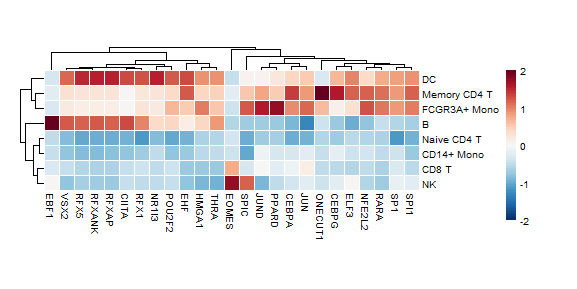 DC
Memory CD4 T
FCGR3A+ Mono
B
Naive CD4 T
CD14+ Mono
CD8 T
NK
EBF1
VSX2
RFX5
RFXANK
RFXAP
CIITA
RFX1
NR1I3
POU2F2
EHF
HMGA1
THRA
EOMES
SPIC
JUND
PPARD
CEBPA
JUN
ONECUT1
CEBPG
ELF3
NFE2L2
RARA
SP1
SPI1
2
1
0
-1
-2